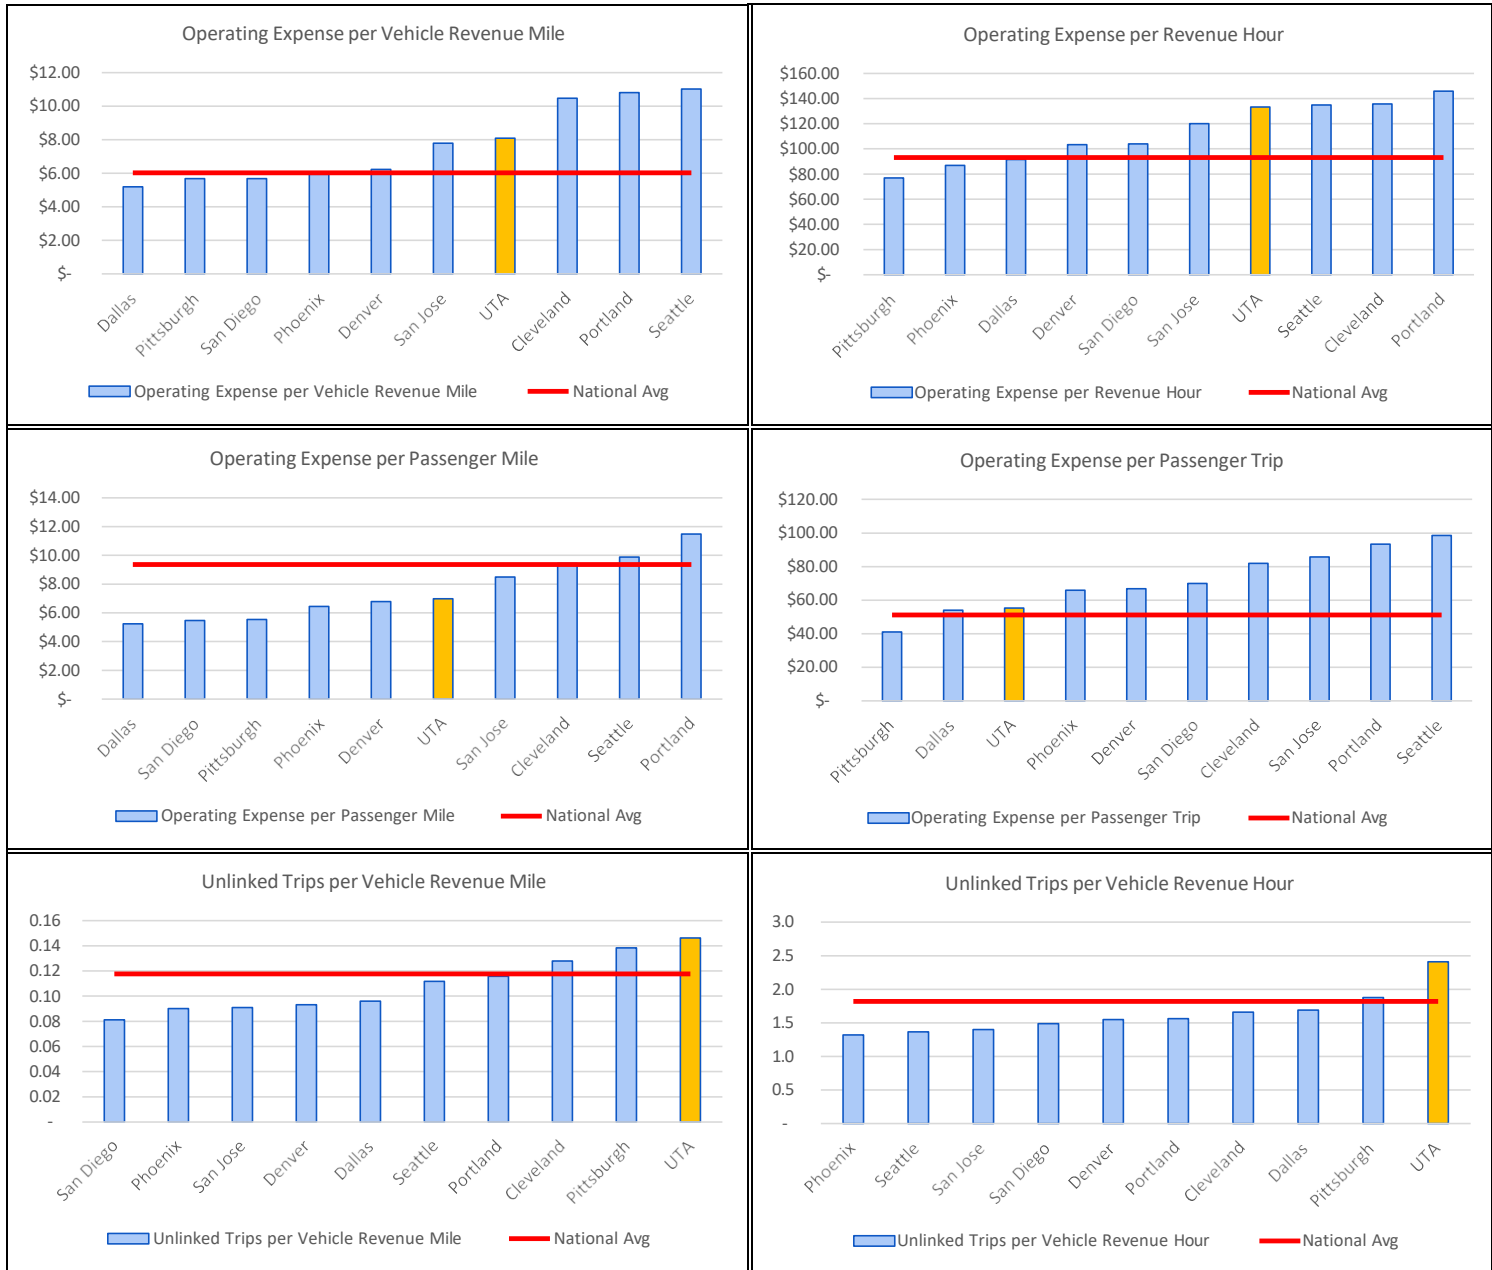 Operating Expense per Vehicle Revenue Mile
$12.00
$10.00
$8.00
$6.00
$4.00
$2.00
$-
Dallas
Pittsburgh
San Diego
Phoenix
Denver
San Jose
UTA
Cleveland
Portland
Seattle
Operating Expense per Vehicle Revenue Mile
National Avg
Operating Expense per Revenue Hour
$160.00
$140.00
$120.00
$100.00
$80.00
$60.00
$40.00
$20.00
$-
Pittsburgh
Phoenix
Dallas
Denver
San Diego
San Jose
UTA
Seattle
Cleveland
Portland
Operating Expense per Revenue Hour
National Avg
Operating Expense per Passenger Mile
$14.00
$12.00
$10.00
$8.00
$6.00
$4.00
$2.00
$-
Dallas
San Diego
Pittsburgh
Phoenix
Denver
UTA
San Jose
Cleveland
Seattle
Portland
Operating Expense per Passenger Mile
National Avg
Operating Expense per Passenger Trip
$120.00
$100.00
$80.00
$60.00
$40.00
$20.00
$-
Pittsburgh
Dallas
UTA
Phoenix
Denver
San Diego
Cleveland
San Jose
Portland
Seattle
Operating Expense per Passenger Trip
National Avg
Unlinked Trips per Vehicle Revenue Mile
0.16
0.14
0.12
0.10
0.08
0.06
0.04
0.02
-
San Diego
Phoenix
San Jose
Denver
Dallas
Seattle
Portland
Cleveland
Pittsburgh
UTA
Unlinked Trips per Vehicle Revenue Mile
National Avg
Unlinked Trips per Vehicle Revenue Hour
3.0
2.5
2.0
1.5
1.0
0.5
-
Phoenix
Seattle
San Jose
San Diego
Denver
Portland
Cleveland
Dallas
Pittsburgh
UTA
Unlinked Trips per Vehicle Revenue Hour
National Avg